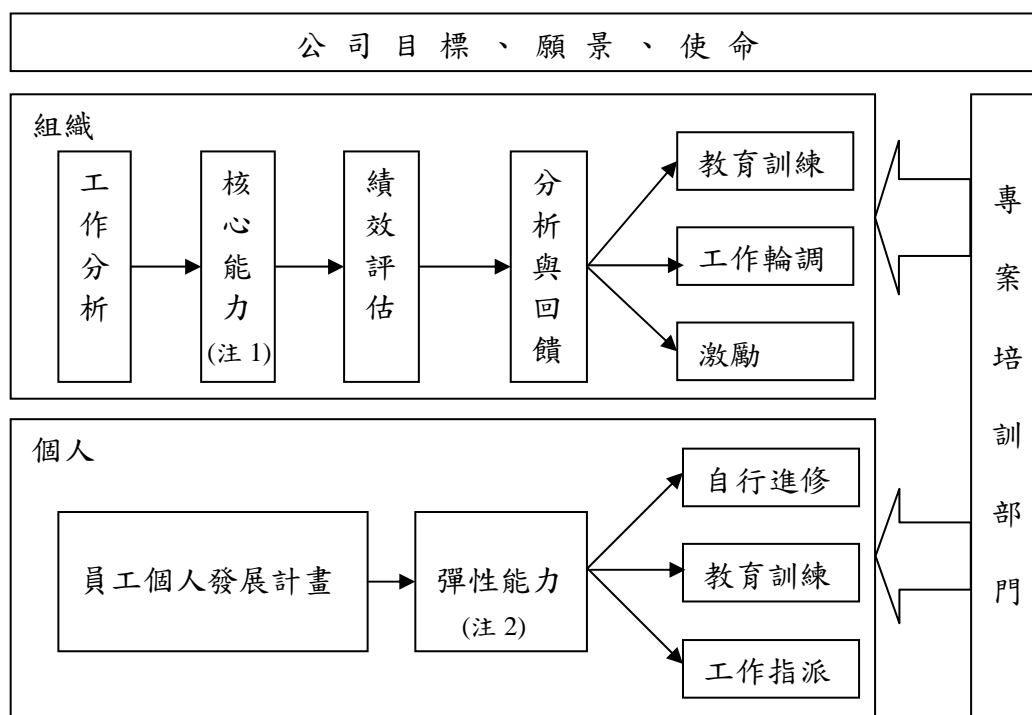 公司目標、願景、使命
組織
工作分析
核心能力
(注 1)
績效評估
分析與回饋
教育訓練
工作輪調
激勵
個人
員工個人發展計畫
彈性能力
(注 2)
自行進修
教育訓練
工作指派
專案培訓部門